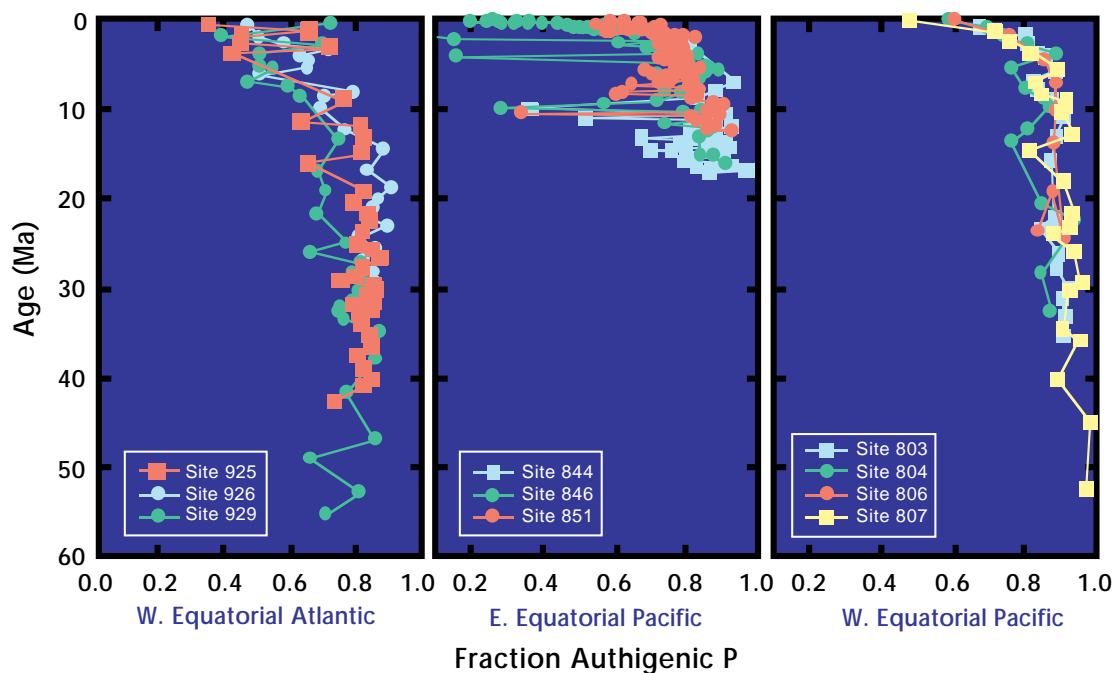 0
10
20
30
40
50
60
Age (Ma)
Site 925
Site 926
Site 929
Site 844
Site 846
Site 851
Site 803
Site 804
Site 806
Site 807
0.0 0.2 0.4 0.6 0.8 1.0 0.2 0.4 0.6 0.8 1.0 0.2 0.4 0.6 0.8 1.0
W. Equatorial Atlantic E. Equatorial Pacific W. Equatorial Pacific
Fraction Authigenic P